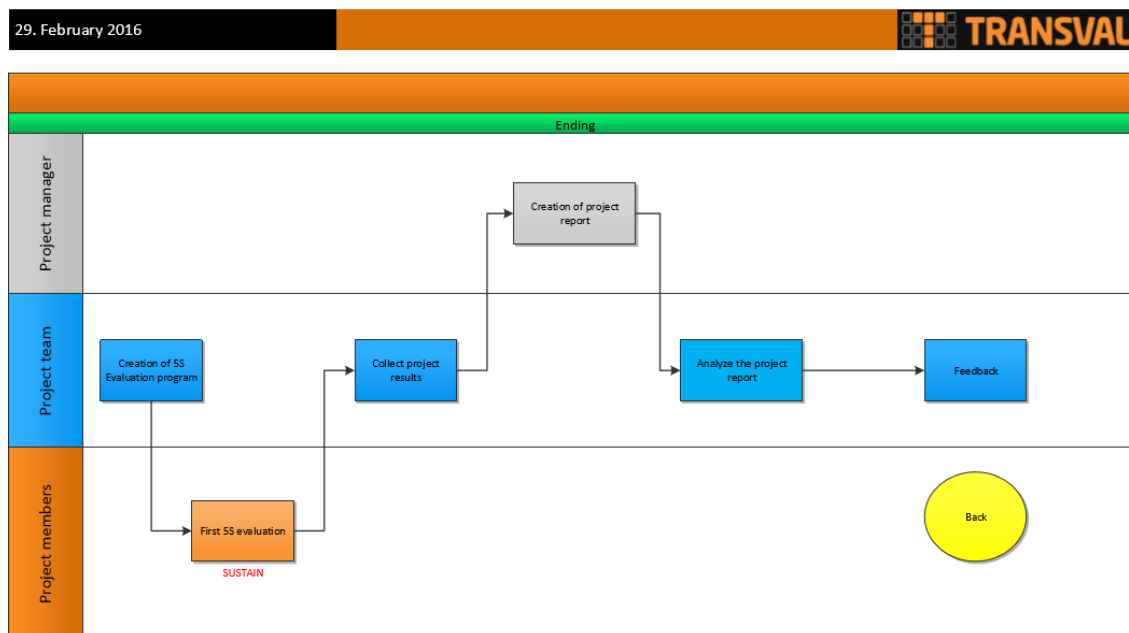 29. February 2016
TRANSVAL
Ending
Project manager
Creation of project
report
Project team
Creation of 5S
Evaluation program
Collect project
results
Analyze the project
report
Feedback
Project members
First 5S evaluation
SUSTAIN
Back